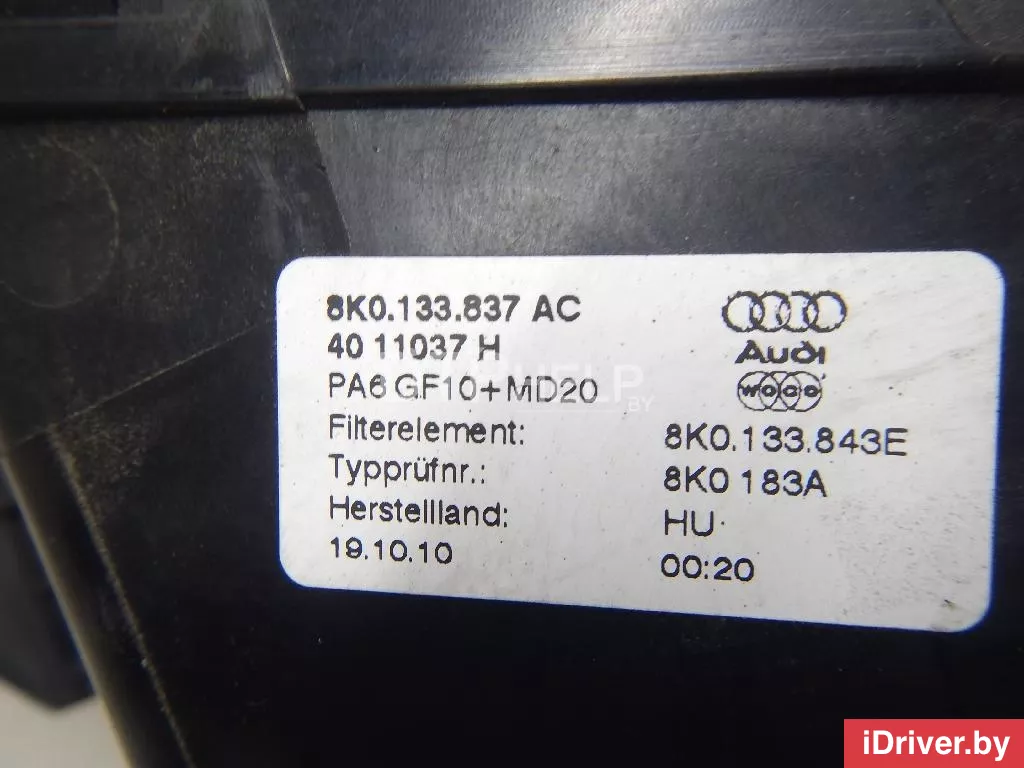 8K0.133.837 AC
40 11037 H
Audi
PA6 GF10+MD20
woco
Filterelement: 8K0.133.843E
Typprüfnr.: 8K0 183A
Herstellland: HU
19.10.10 00:20
iDriver.by